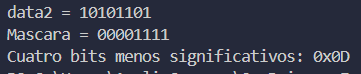 data2 = 10101101
Mascara = 00001111
Cuatro bits menos significativos: 0x0D